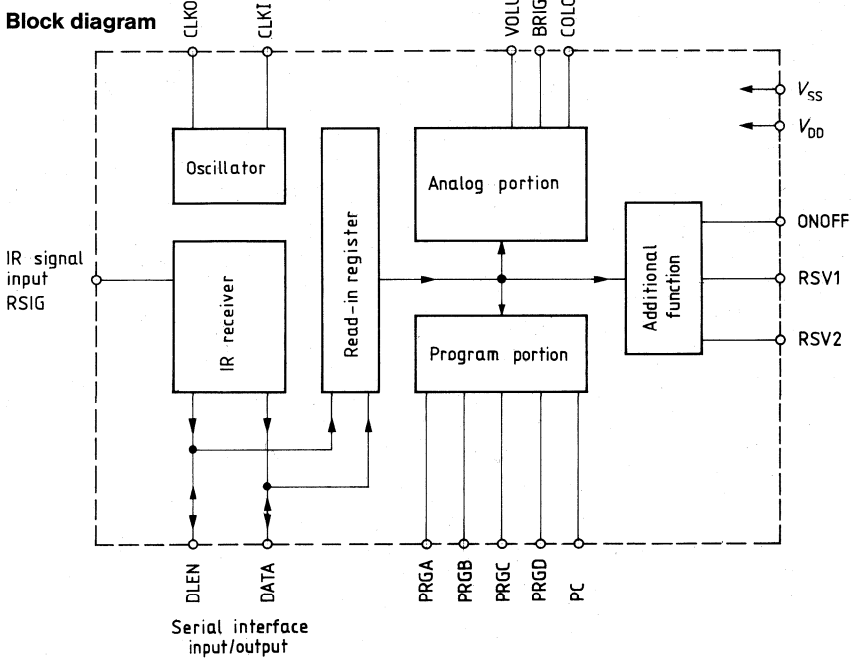 Block diagram
CLKO
CLKI
VOLU
BRIG
COLO
VSS
VDD
Oscillator
Analog portion
Read-in register
ONOFF
IR signal
input
RSIG
IR receiver
Additional
function
RSV1
Program portion
RSV2
DLEN
DATA
PRGA
PRGB
PRGC
PRGD
PC
Serial interface
input/output